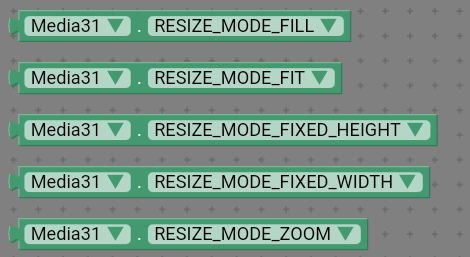 Media31 . RESIZE_MODE_FILL
Media31 . RESIZE_MODE_FIT
Media31 . RESIZE_MODE_FIXED_HEIGHT
Media31 . RESIZE_MODE_FIXED_WIDTH
Media31 . RESIZE_MODE_ZOOM